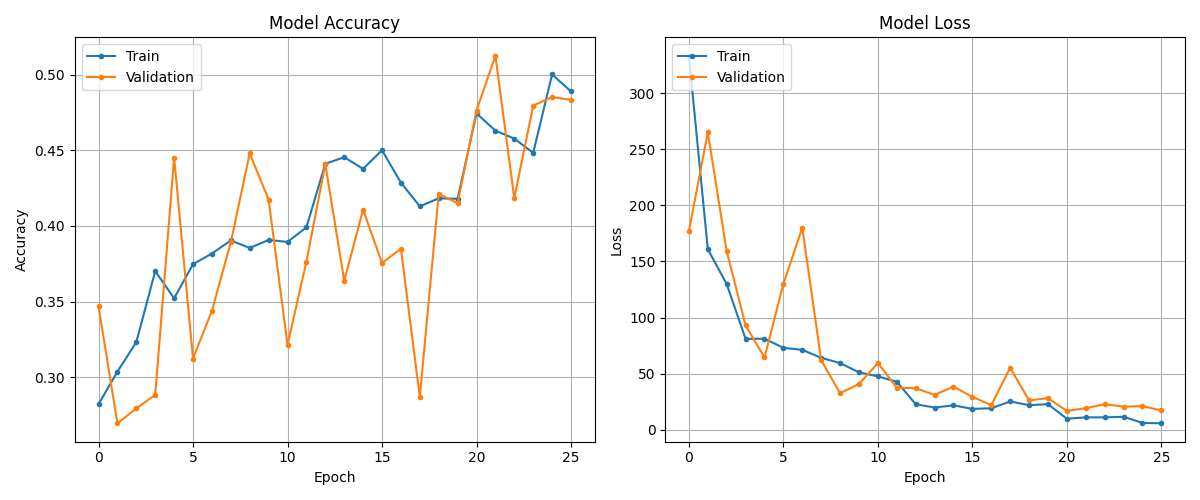 Model Accuracy
Train
Validation
0.50
0.45
0.40
0.35
0.30
Accuracy
0 5 10 15 20 25
Epoch
Model Loss
Train
Validation
300
250
200
150
100
50
0
Loss
0 5 10 15 20 25
Epoch